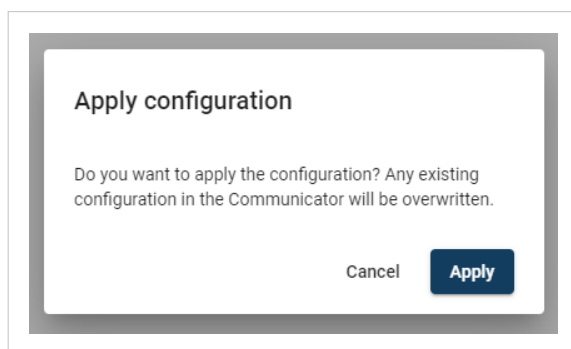 Apply configuration
Do you want to apply the configuration? Any existing
configuration in the Communicator will be overwritten.
Cancel
Apply